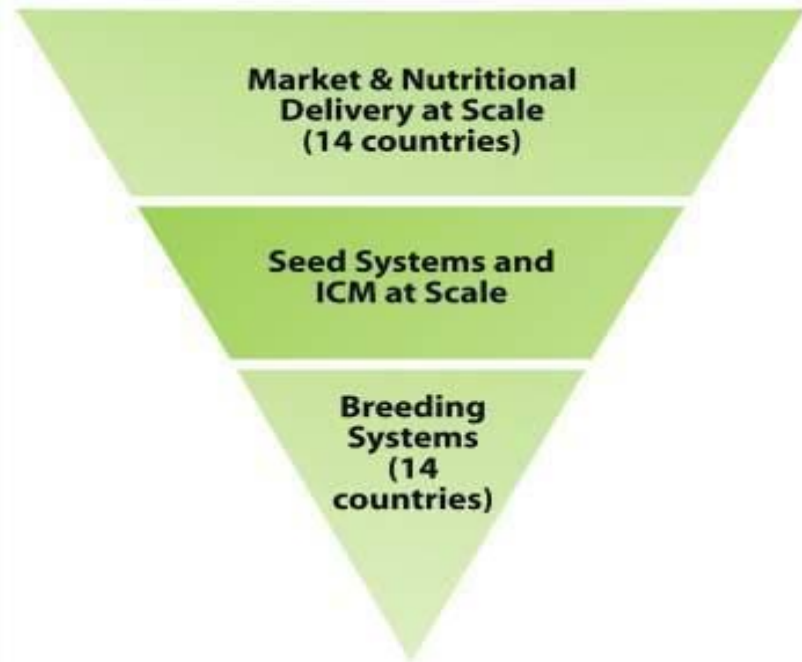 Market & Nutritional
Delivery at Scale
(14 countries)
Seed Systems and
ICM at Scale
Breeding
Systems
(14
countries)